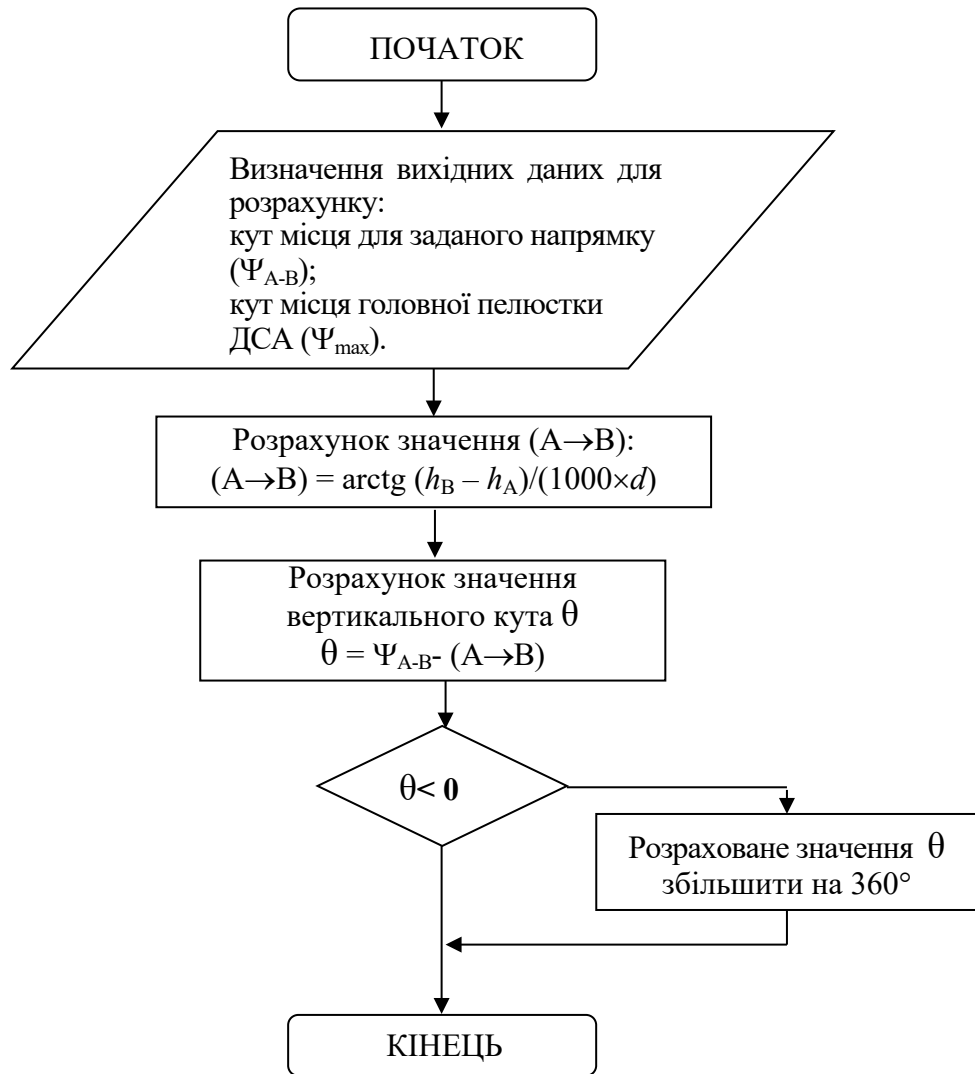 ПОЧАТОК
Визначення вихідних даних для
розрахунку:
кут місця для заданого напрямку
(ΨA-B);
кут місця головної пелюстки
ДСА (Ψmax).
Розрахунок значення (A→B):
(A→B) = arctg (hB – hA)/(1000×d)
Розрахунок значення
вертикального кута θ
θ = ΨA-B- (A→B)
θ< 0
Розраховане значення θ
збільшити на 360°
КІНЕЦЬ